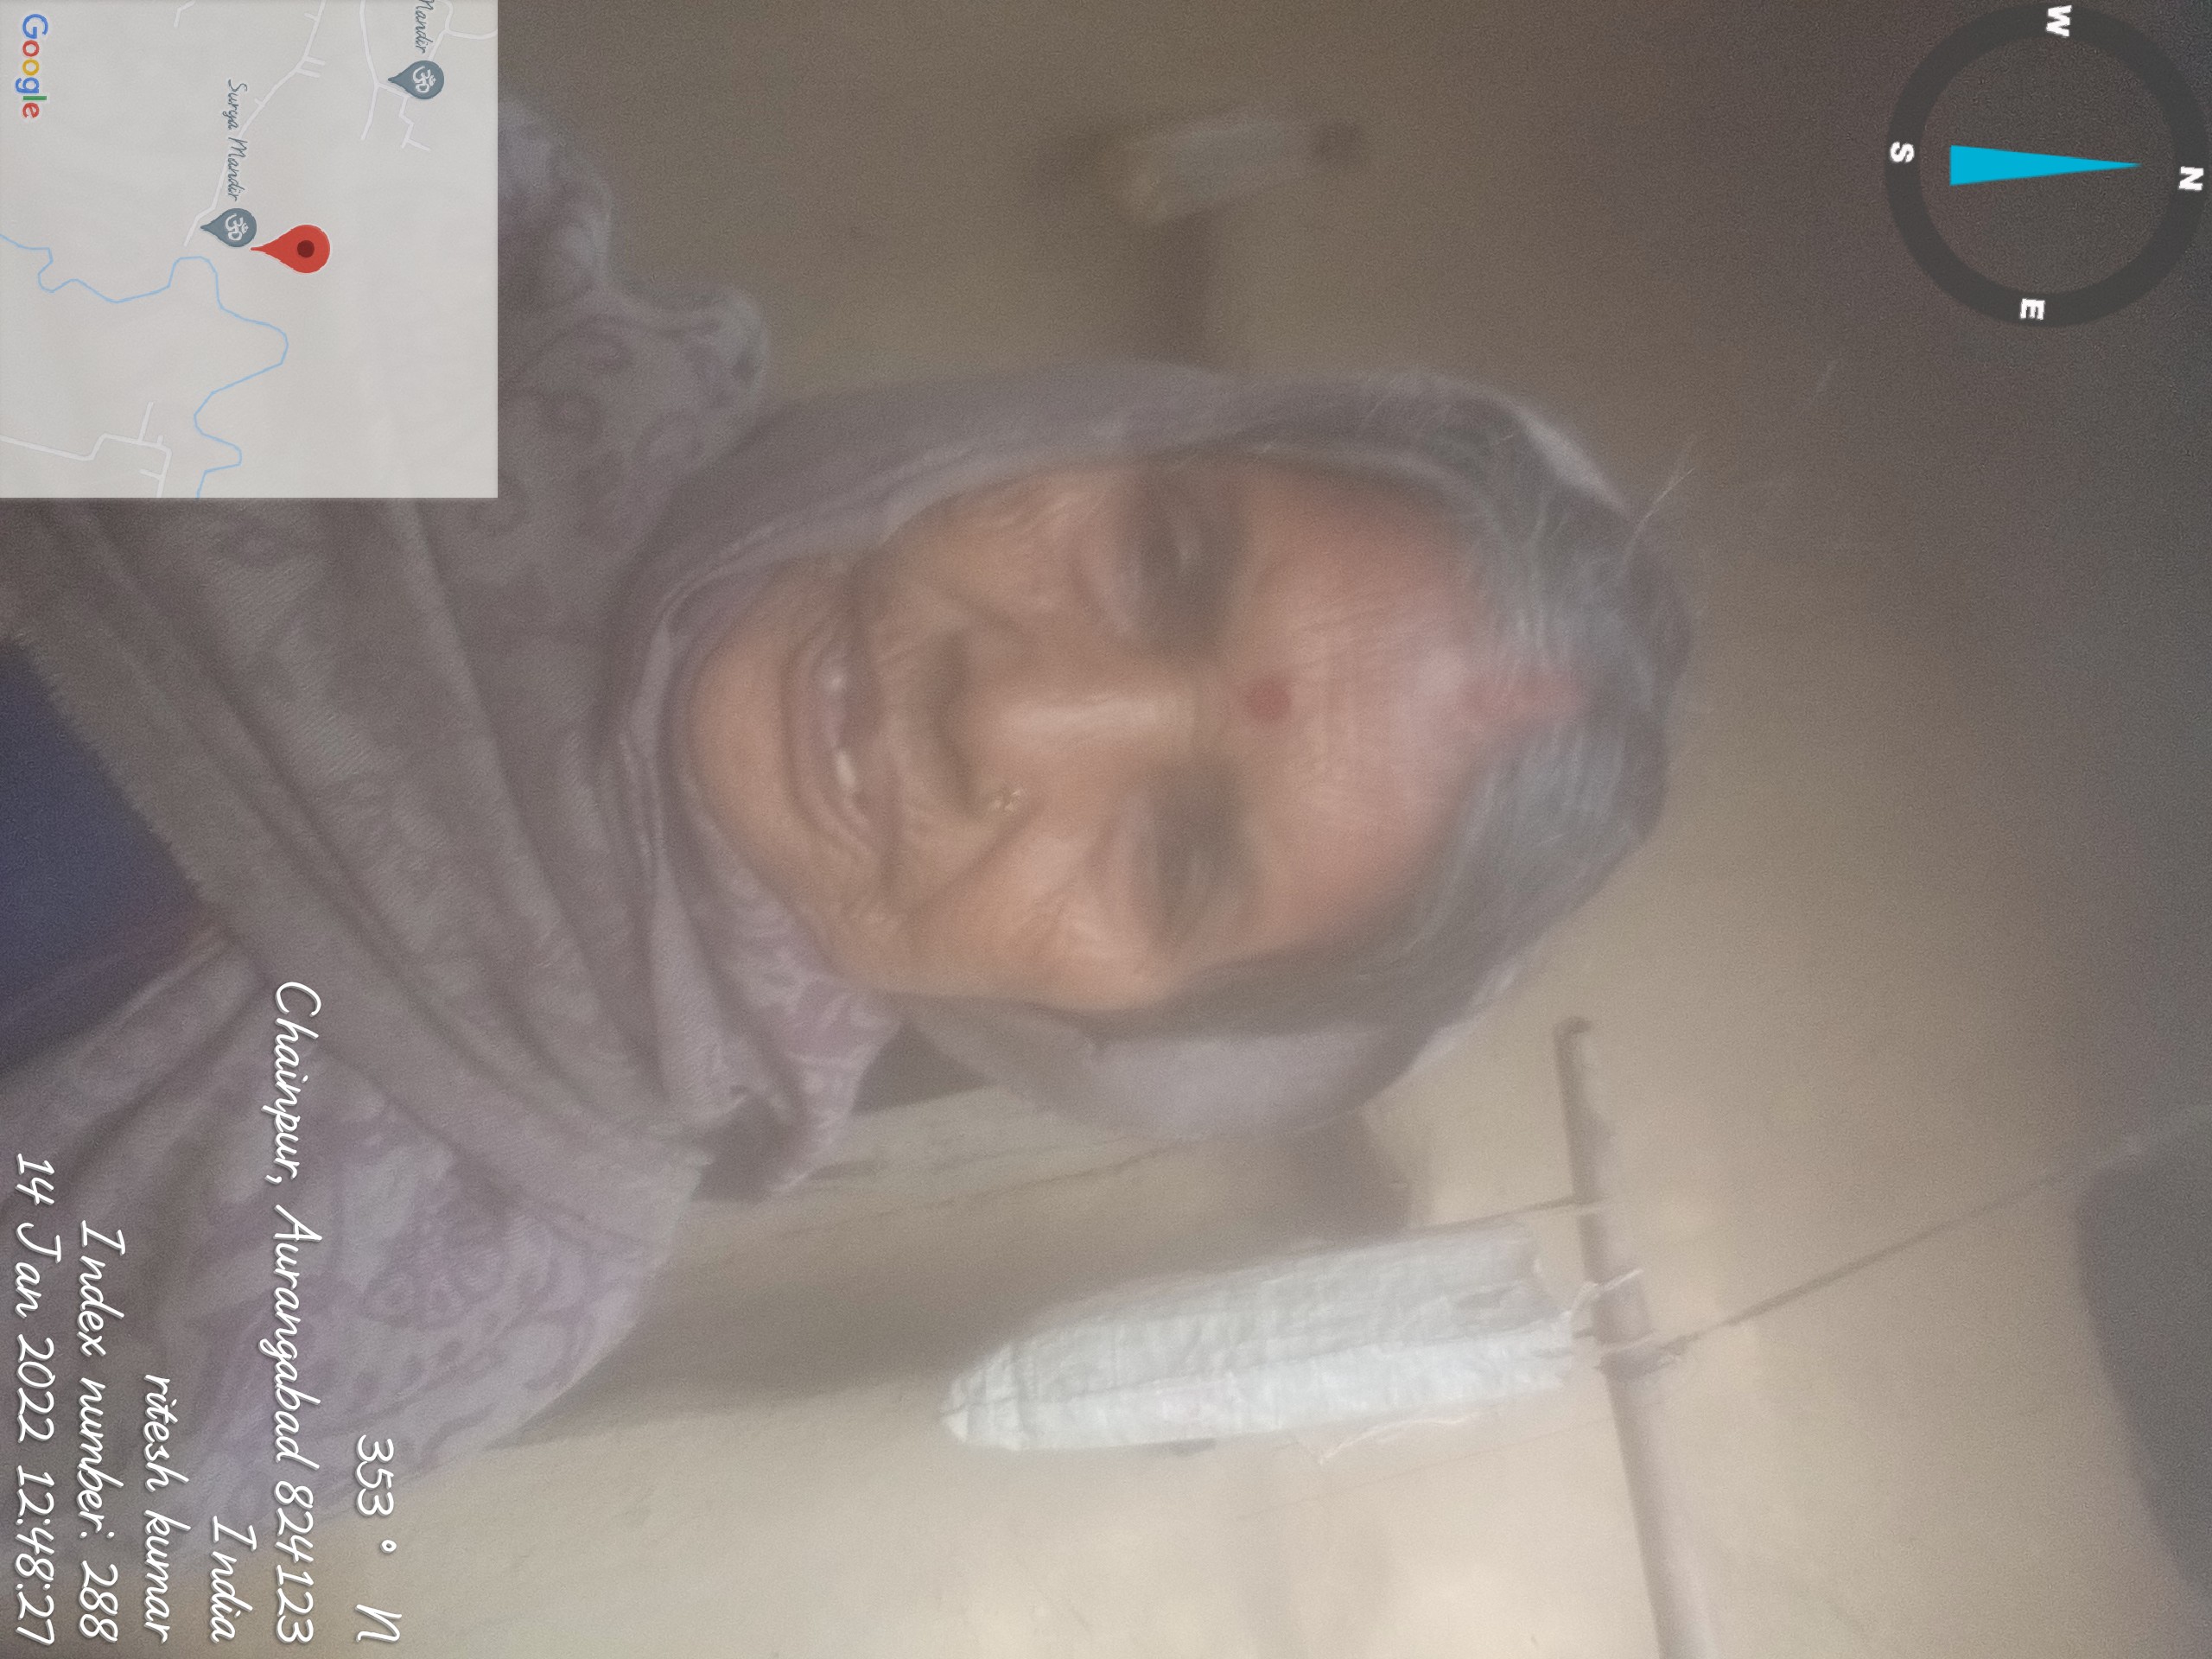 N
W
E
S
353° N
Chainpur, Aurangabad 824123
India
ritesh kumar
Index number: 288
14 Jan 2022 12:48:27
Mandir
Surya Mandir
Google